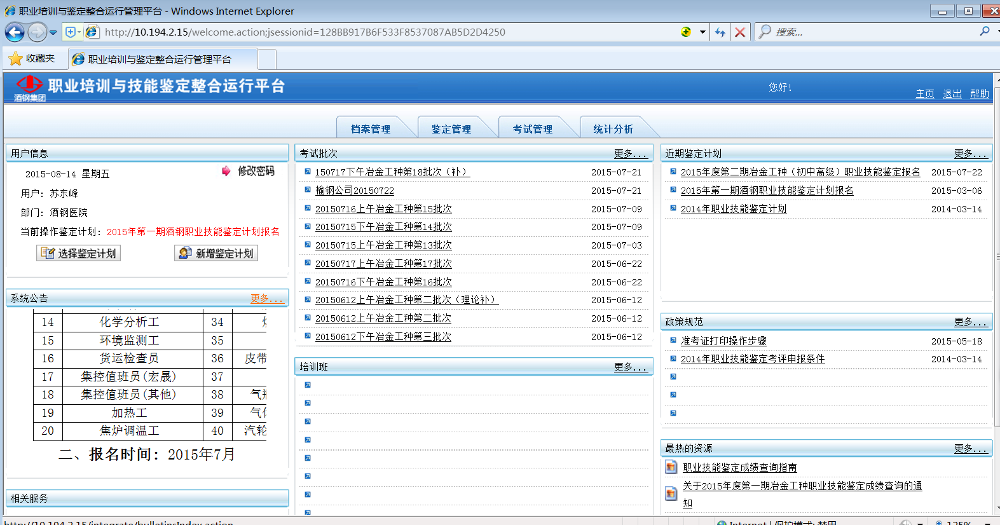 职业培训与鉴定整合运行管理平台 - Windows Internet Explorer
http://10.194.2.15/welcome.action;jsessionid=128BB917B6F533F8537087AB5D2D4250
搜索...
收藏夹
职业培训与鉴定整合运行管理平台
酒钢集团
职业培训与技能鉴定整合运行平台
您好!
主页 退出 帮助
档案管理 鉴定管理 考试管理 统计分析
用户信息
2015-08-14 星期五
修改密码
用户: 苏东峰
部门: 酒钢医院
当前操作鉴定计划: 2015年第一期酒钢职业技能鉴定计划报名
选择鉴定计划 新增鉴定计划
系统公告 更多...
14 化学分析工 34
15 环境监测工 35
16 货运检查员 36 皮带
17 集控值班员(宏晟) 37
18 集控值班员(其他) 38 气
19 加热工 39 气
20 焦炉调温工 40 汽轮
二、报名时间: 2015年7月
相关服务
考试批次 更多...
150717下午冶金工种第18批次（补） 2015-07-21
榆钢公司20150722 2015-07-21
20150716上午冶金工种第15批次 2015-07-09
20150715下午冶金工种第14批次 2015-07-09
20150715上午冶金工种第13批次 2015-07-03
20150717上午冶金工种第17批次 2015-06-22
20150716下午冶金工种第16批次 2015-06-22
20150612上午冶金工种第二批次（理论补） 2015-06-12
20150612上午冶金工种第二批次 2015-06-12
20150612下午冶金工种第三批次 2015-06-12
培训班 更多...
近期鉴定计划 更多...
2015年度第二期冶金工种（初中高级）职业技能鉴定报名 2015-07-22
2015年第一期酒钢职业技能鉴定计划报名 2015-03-06
2014年职业技能鉴定计划 2014-03-14
政策规范 更多...
准考证打印操作步骤 2015-05-18
2014年职业技能鉴定考评申报条件 2014-03-14
最热的资源 更多...
职业技能鉴定成绩查询指南
关于2015年度第一期冶金工种职业技能鉴定成绩查询的通
知
http://10.194.2.15/integrate/bulletinsIndex.action
Internet | 保护模式: 禁用
125%